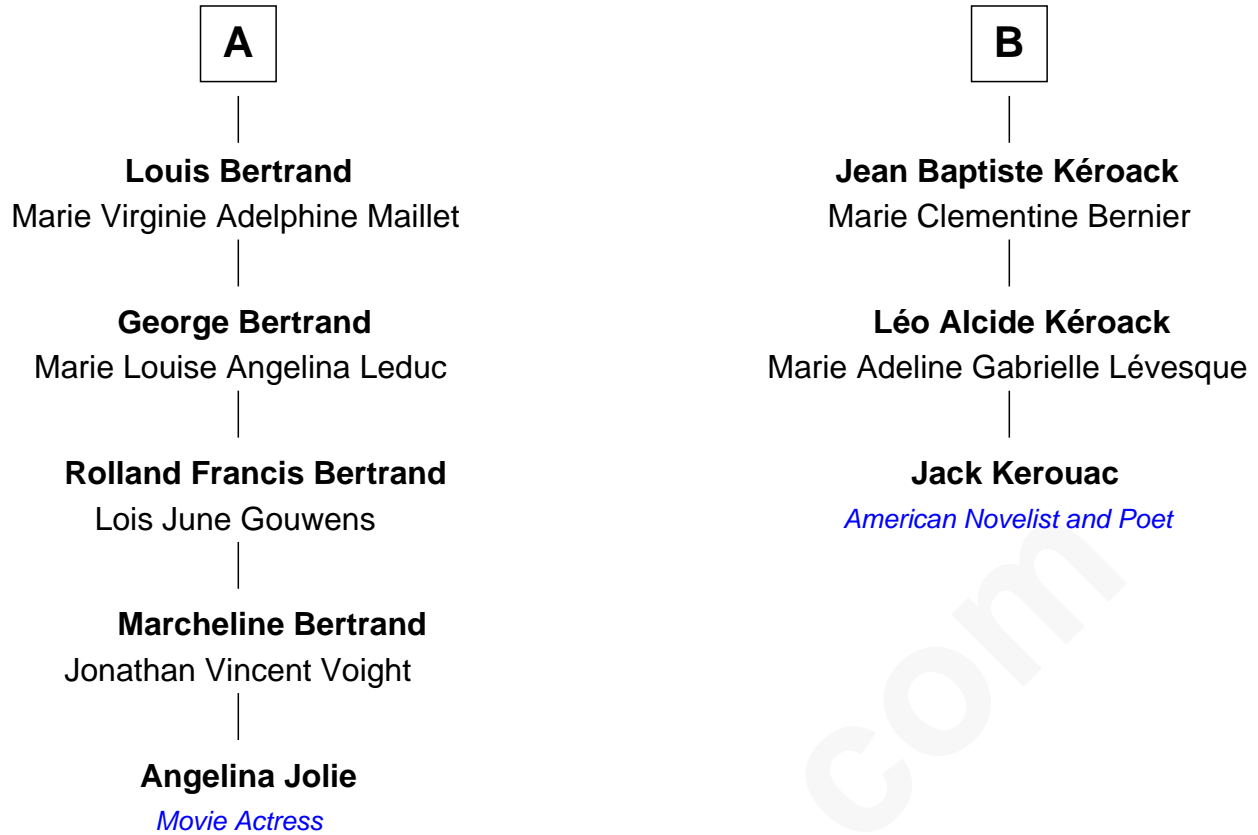 A
Louis Bertrand
Marie Virginie Adelphine Maillet
George Bertrand
Marie Louise Angelina Leduc
Rolland Francis Bertrand
Lois June Gouwens
Marcheline Bertrand
Jonathan Vincent Voight
Angelina Jolie
Movie Actress
B
Jean Baptiste Kéroack
Marie Clementine Bernier
Léo Alcide Kéroack
Marie Adeline Gabrielle Lévesque
Jack Kerouac
American Novelist and Poet
com